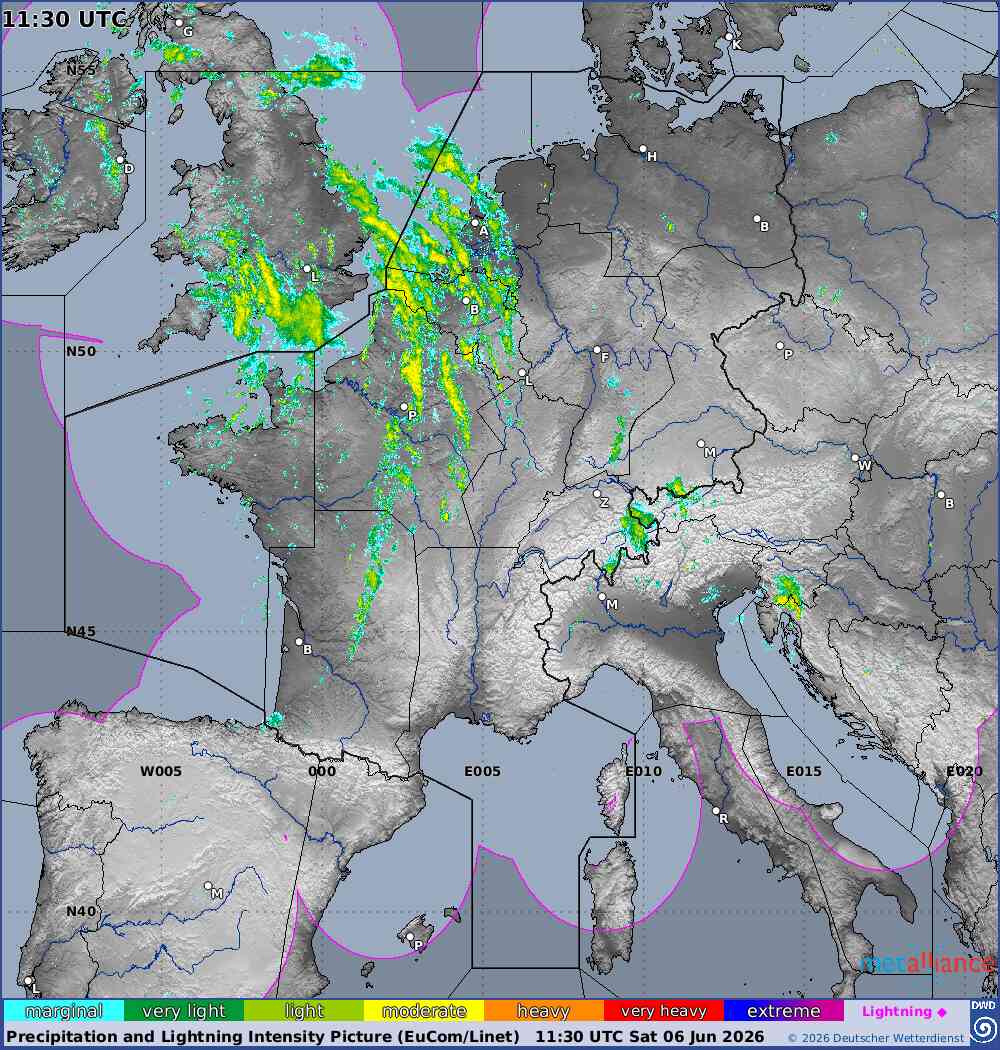 11:30 UTC
G
K
N55
D
H
B
A
L
B
N50
F
P
L
P
M
W
Z
B
M
N45
B
W005 000 E005 E010 E015 E020
R
M
N40
P
L
metalliance
marginal very light light moderate heavy very heavy extreme Lightning ◆ DWD
Precipitation and Lightning Intensity Picture (EuCom/Linet) 11:30 UTC Sat 06 Jun 2026 © 2026 Deutscher Wetterdienst